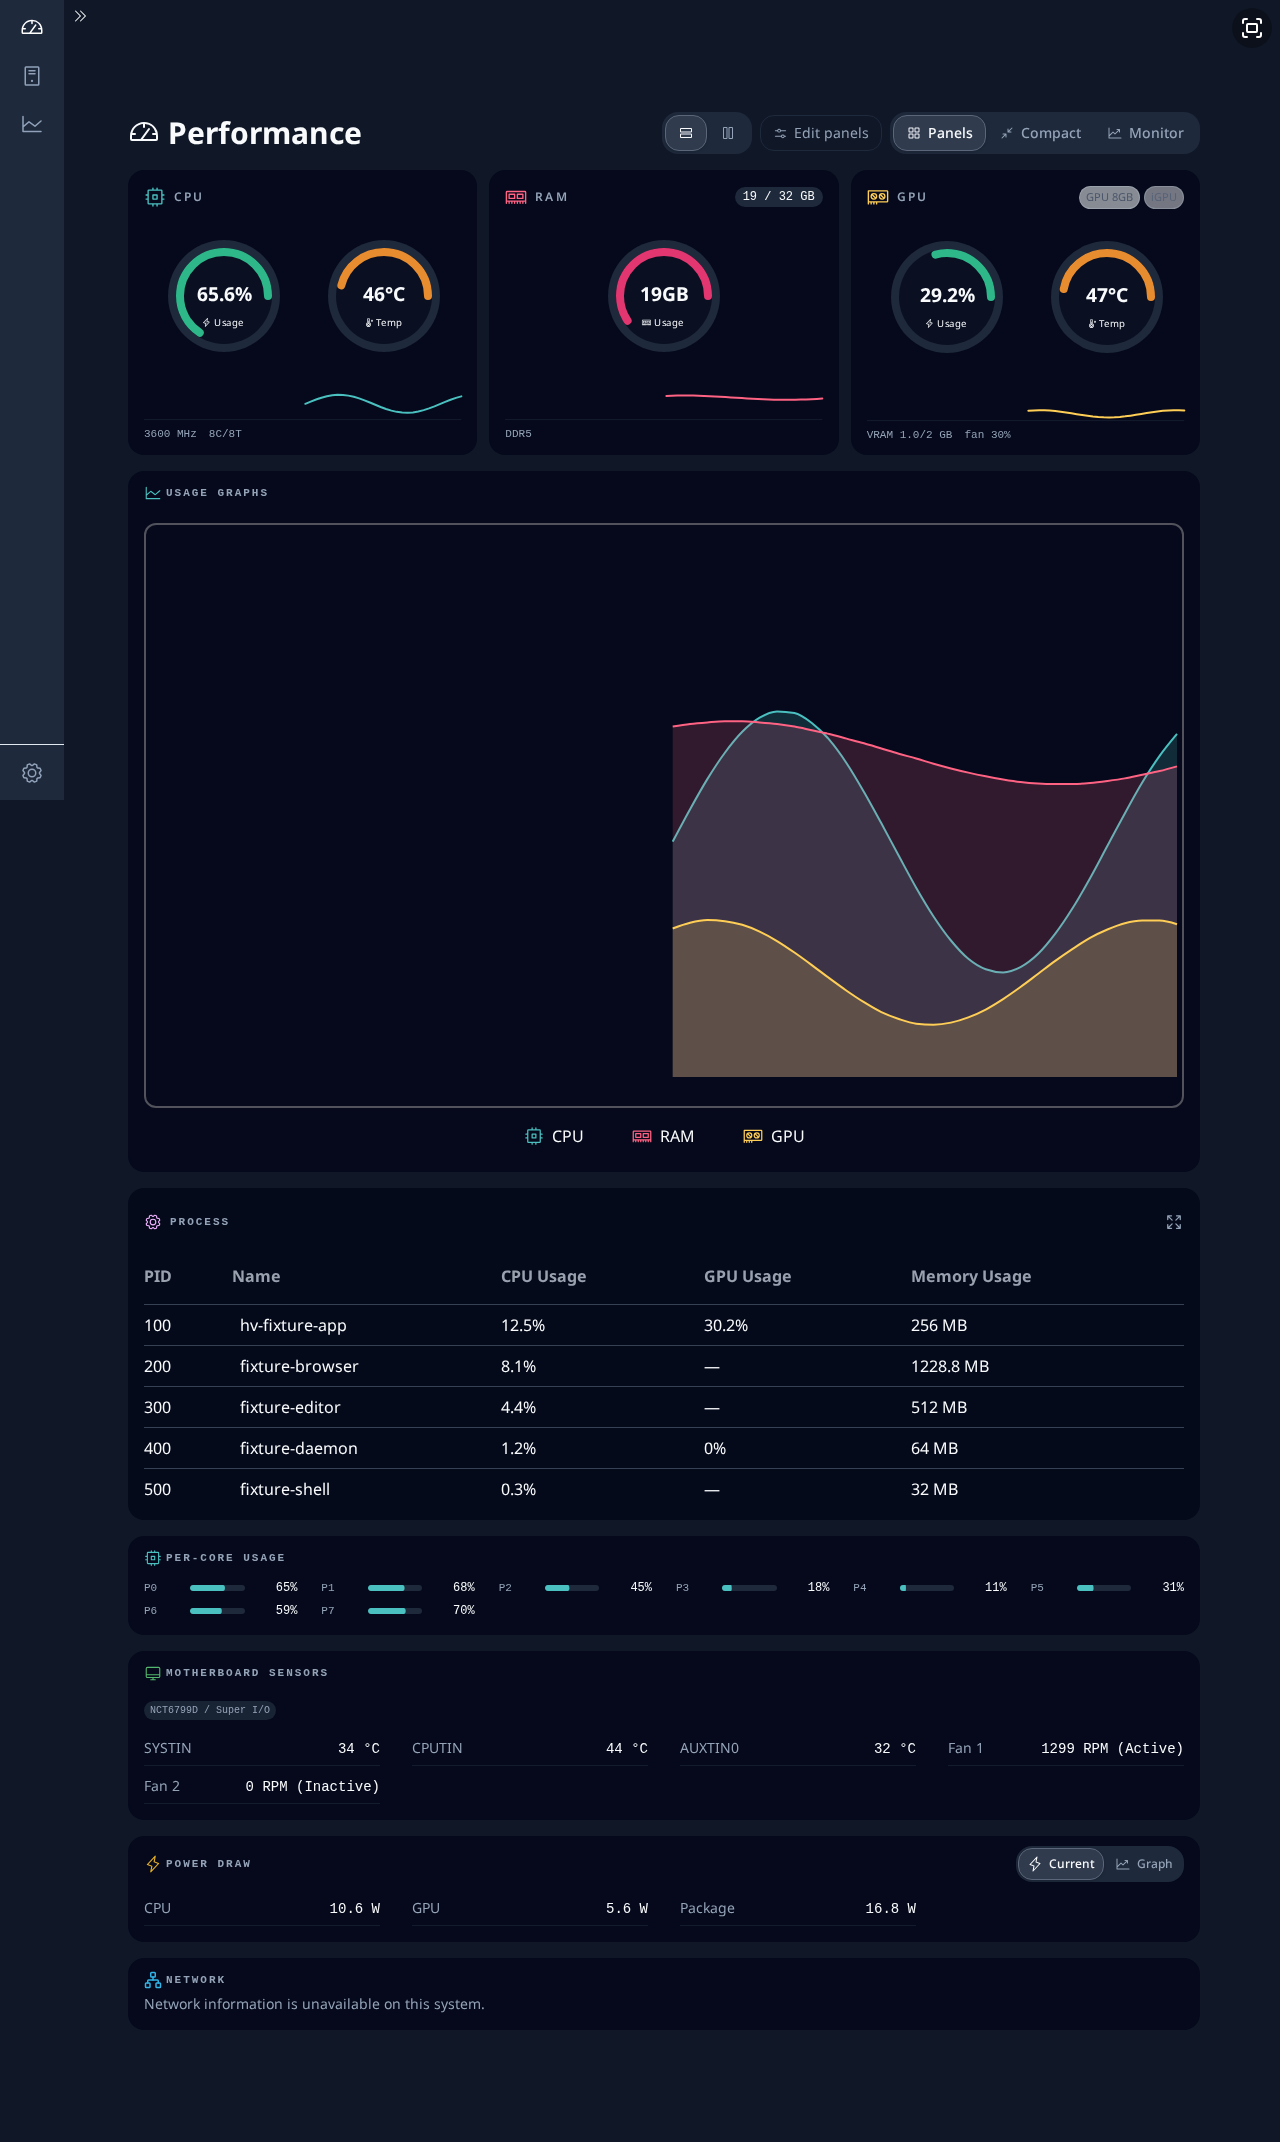 Performance
Edit panels
Panels
Compact
Monitor
CPU
65.6%
Usage
46°C
Temp
3600 MHz 8C/8T
RAM
19 / 32 GB
19GB
Usage
DDR5
GPU
GPU 8GB
iGPU
29.2%
Usage
47°C
Temp
VRAM 1.0/2 GB fan 30%
USAGE GRAPHS
CPU RAM GPU
PROCESS
PID Name CPU Usage GPU Usage Memory Usage
100 hv-fixture-app 12.5% 30.2% 256 MB
200 fixture-browser 8.1% — 1228.8 MB
300 fixture-editor 4.4% — 512 MB
400 fixture-daemon 1.2% 0% 64 MB
500 fixture-shell 0.3% — 32 MB
PER-CORE USAGE
P0 65% P1 68% P2 45% P3 18% P4 11% P5 31%
P6 59% P7 70%
MOTHERBOARD SENSORS
NCT6799D / Super I/O
SYSTIN 34 °C CPUTIN 44 °C AUXTIN0 32 °C Fan 1 1299 RPM (Active)
Fan 2 0 RPM (Inactive)
POWER DRAW
Current Graph
CPU 10.6 W GPU 5.6 W Package 16.8 W
NETWORK
Network information is unavailable on this system.